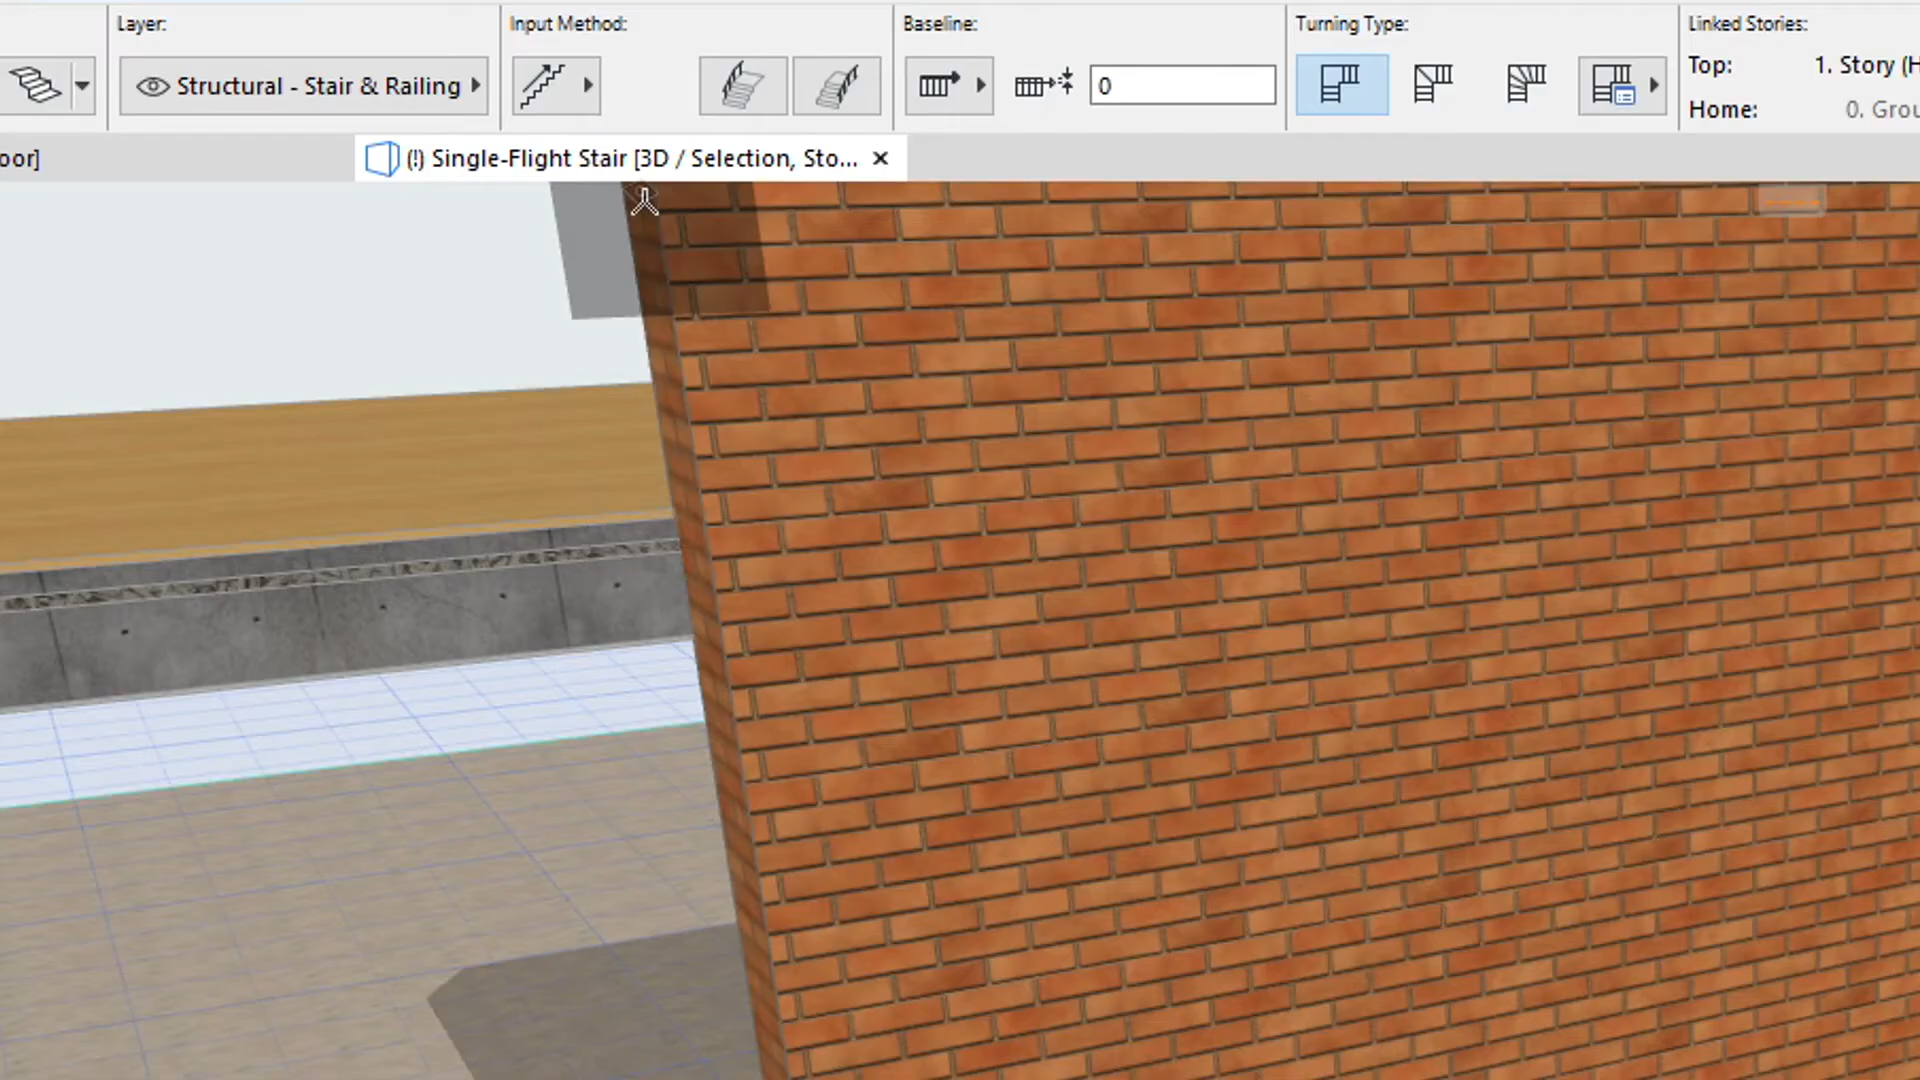 Layer:
Input Method:
Baseline:
Turning Type:
Linked Stories:
Structural - Stair & Railing
0
Top:
1. Story (H
Home:
0. Grou
oor]
(!) Single-Flight Stair [3D / Selection, Sto...